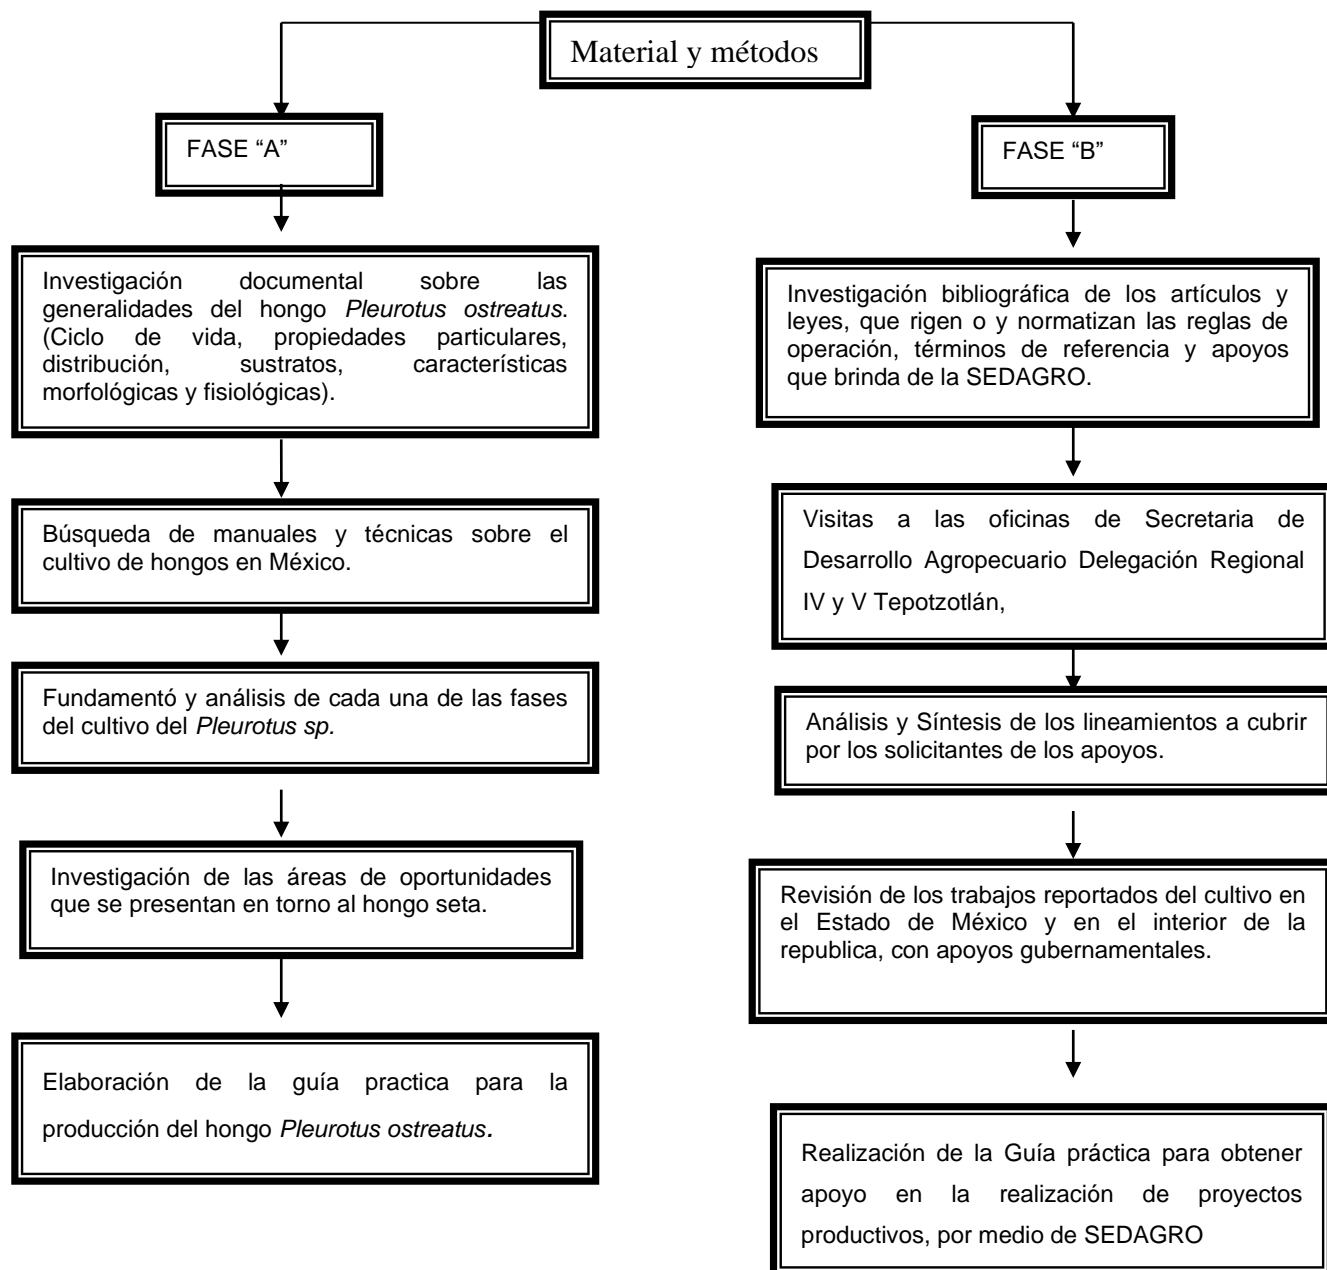 Material y métodos
FASE “A”
Investigación documental sobre las
generalidades del hongo Pleurotus ostreatus.
(Ciclo de vida, propiedades particulares,
distribución, sustratos, características
morfológicas y fisiológicas).
Búsqueda de manuales y técnicas sobre el
cultivo de hongos en México.
Fundamentó y análisis de cada una de las fases
del cultivo del Pleurotus sp.
Investigación de las áreas de oportunidades
que se presentan en torno al hongo seta.
Elaboración de la guía practica para la
producción del hongo Pleurotus ostreatus.
FASE “B”
Investigación bibliográfica de los artículos y
leyes, que rigen o y normatizan las reglas de
operación, términos de referencia y apoyos
que brinda de la SEDAGRO.
Visitas a las oficinas de Secretaria de
Desarrollo Agropecuario Delegación Regional
IV y V Tepotzotlán,
Análisis y Síntesis de los lineamientos a cubrir
por los solicitantes de los apoyos.
Revisión de los trabajos reportados del cultivo en
el Estado de México y en el interior de la
republica, con apoyos gubernamentales.
Realización de la Guía práctica para obtener
apoyo en la realización de proyectos
productivos, por medio de SEDAGRO